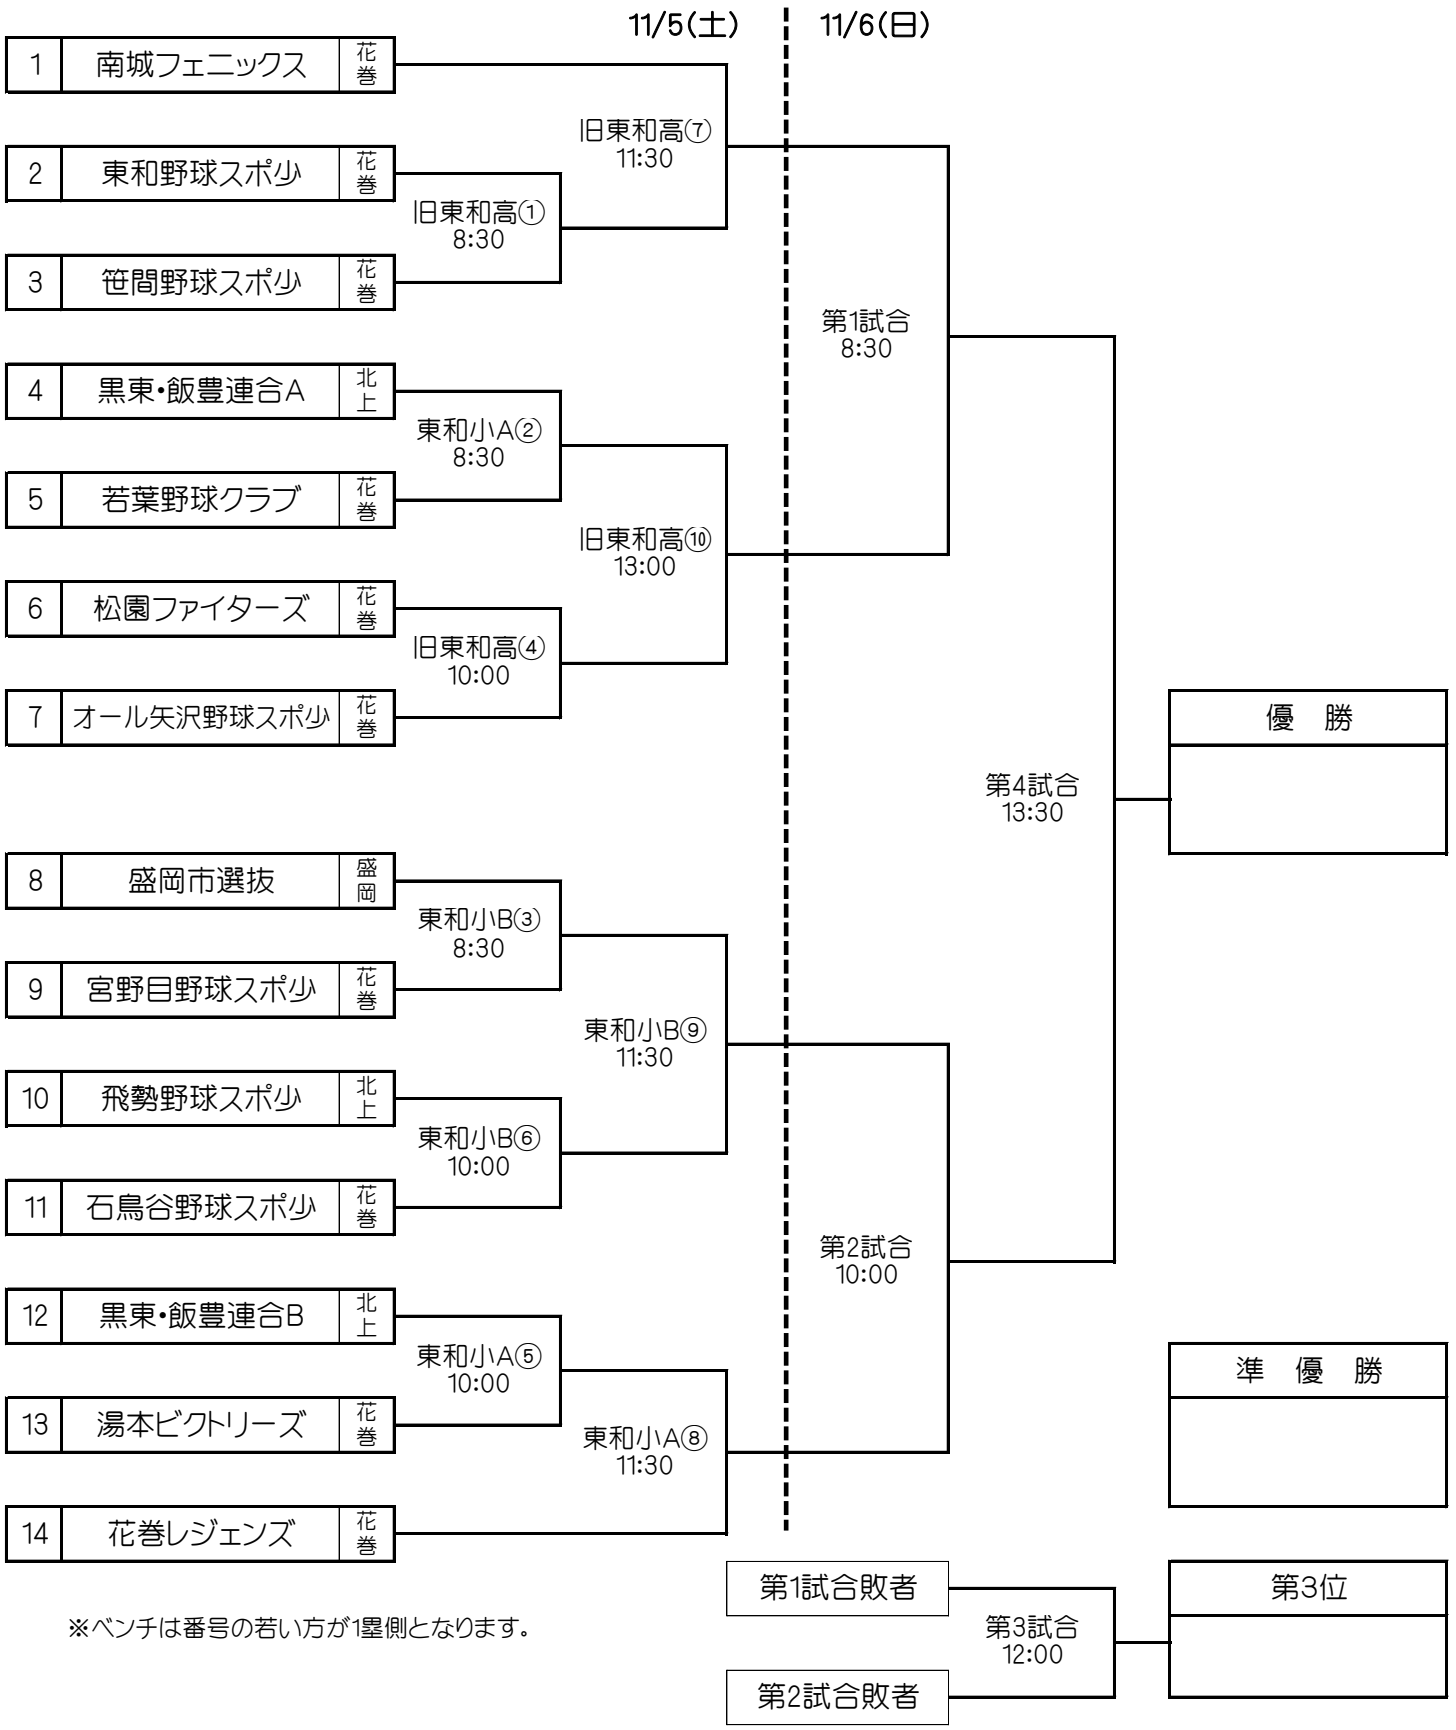 11/5(土) 11/6(日)
1 南城フェニックス 花巻
旧東和高⑦
11:30
2 東和野球スポ少 花巻
旧東和高①
8:30
3 笹間野球スポ少 花巻
第1試合
8:30
4 黒東・飯豊連合A 北上
東和小A②
8:30
5 若葉野球クラブ 花巻
旧東和高⑩
13:00
6 松園ファイターズ 花巻
旧東和高④
10:00
7 オール矢沢野球スポ少 花巻
優 勝
第4試合
13:30
8 盛岡市選抜 盛岡
東和小B③
8:30
9 宮野目野球スポ少 花巻
東和小B⑨
11:30
10 飛勢野球スポ少 北上
東和小B⑥
10:00
11 石鳥谷野球スポ少 花巻
第2試合
10:00
12 黒東・飯豊連合B 北上
東和小A⑤
10:00
準 優 勝
13 湯本ビクトリーズ 花巻
東和小A⑧
11:30
14 花巻レジェンズ 花巻
第1試合敗者
第3位
※ベンチは番号の若い方が1塁側となります。
第3試合
12:00
第2試合敗者